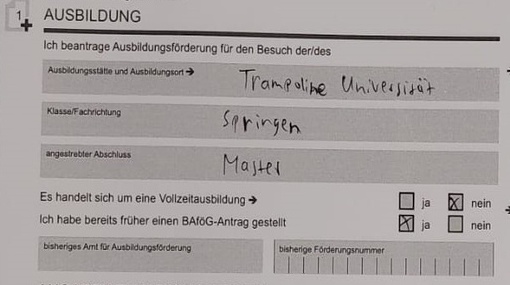 1 AUSBILDUNG
Ich beantrage Ausbildungsförderung für den Besuch der/des
Ausbildungsstätte und Ausbildungsort → Trampoline Universität
Klasse/Fachrichtung Springen
angestrebter Abschluss Master
Es handelt sich um eine Vollzeitausbildung → ja X nein
Ich habe bereits früher einen BAföG-Antrag gestellt X ja nein
bisheriges Amt für Ausbildungsförderung bisherige Förderungsnummer